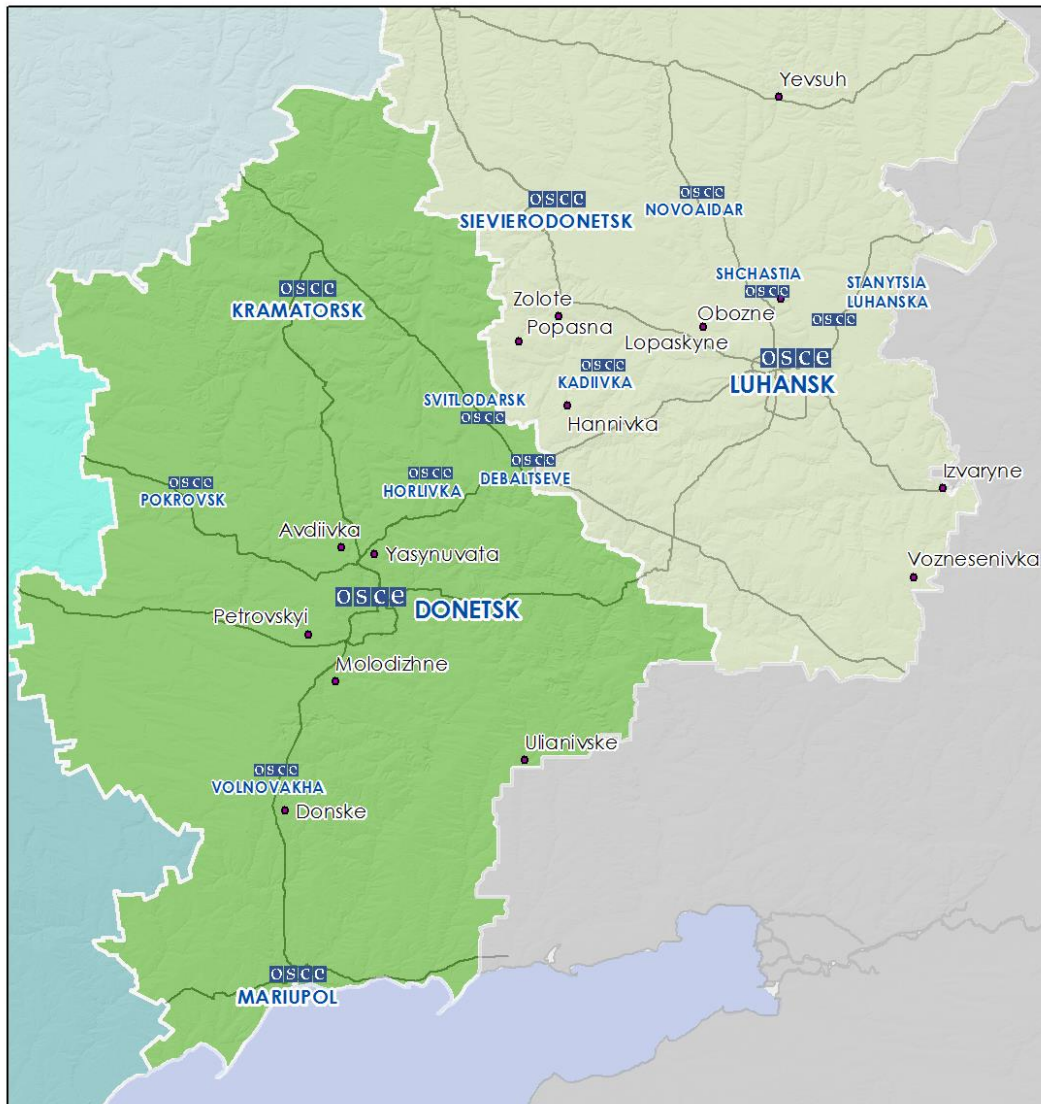 Yevsuh
OSCE
SIEVIERODONETSK
OSCE
NOVOAIDAR
SHCHASTIA
OSCE
STANYTSIA
LUHANSKA
OSCE
OSCE
KRAMATORSK
Zolote
Popasna
Obozne
Lopaskyne
OSCE
LUHANSK
OSCE
KADIIVKA
SVITLODARSK
OSCE
Hannivka
OSCE
DEBALTSEVE
OSCE
HORLIVKA
OSCE
POKROVSK
Izvaryne
Avdiivka
Yasynuvata
Voznesenivka
OSCE
DONETSK
Petrovskyi
Molodizhne
Ulianivske
OSCE
VOLNOVAKHA
Donske
OSCE
MARIUPOL